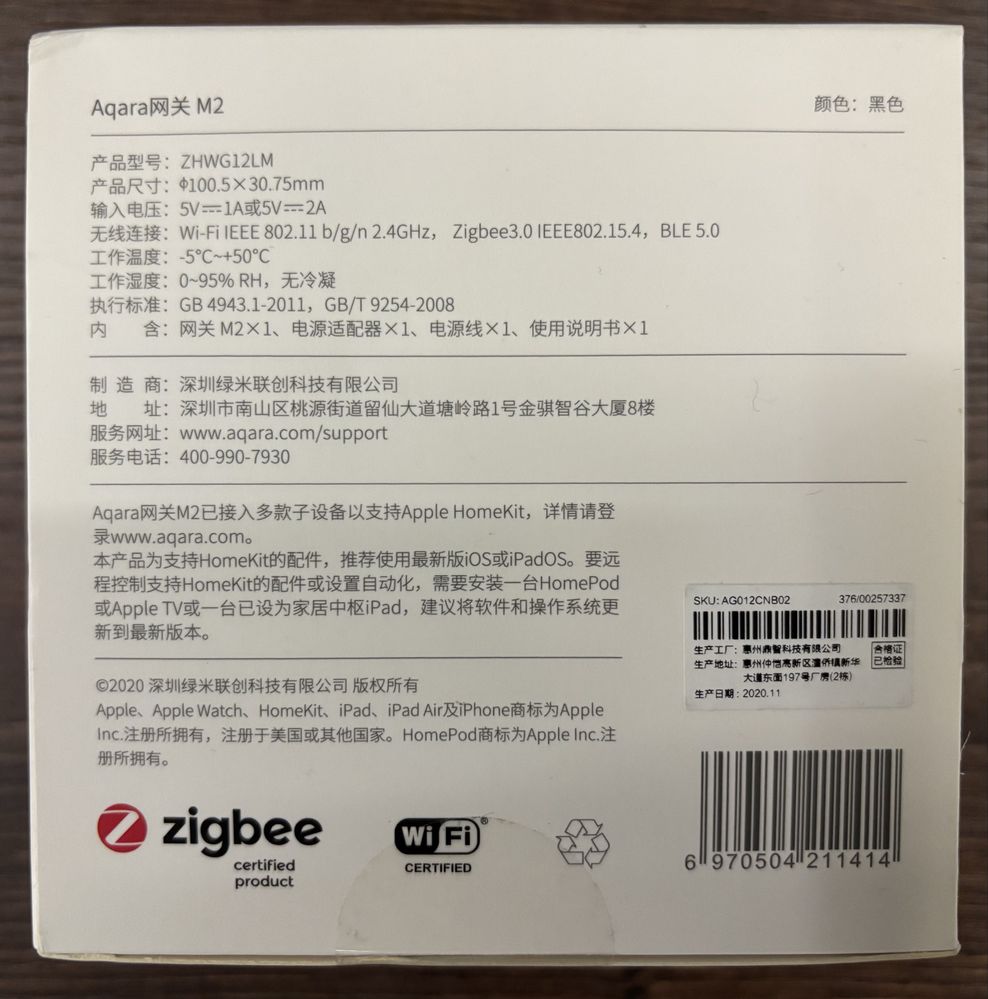 Aqara网关 M2
颜色：黑色
产品型号：ZHWG12LM
产品尺寸：Φ100.5×30.75mm
输入电压：5V⎓1A或5V⎓2A
无线连接：Wi-Fi IEEE 802.11 b/g/n 2.4GHz， Zigbee3.0 IEEE802.15.4，BLE 5.0
工作温度：-5℃~+50℃
工作湿度：0~95% RH，无冷凝
执行标准：GB 4943.1-2011，GB/T 9254-2008
内 含：网关 M2×1、电源适配器×1、电源线×1、使用说明书×1
制 造 商：深圳绿米联创科技有限公司
地 址：深圳市南山区桃源街道留仙大道塘岭路1号金骐智谷大厦8楼
服务网址：www.aqara.com/support
服务电话：400-990-7930
Aqara网关M2已接入多款子设备以支持Apple HomeKit，详情请登
录www.aqara.com。
本产品为支持HomeKit的配件，推荐使用最新版iOS或iPadOS。要远
程控制支持HomeKit的配件或设置自动化，需要安装一台HomePod
或Apple TV或一台已设为家居中枢iPad，建议将软件和操作系统更
新到最新版本。
©2020 深圳绿米联创科技有限公司 版权所有
Apple、Apple Watch、HomeKit、iPad、iPad Air及iPhone商标为Apple
Inc.注册所拥有，注册于美国或其他国家。HomePod商标为Apple Inc.注
册所拥有。
SKU: AG012CNB02 376/00257337
生产工厂：惠州鼎智科技有限公司
生产地址：惠州仲恺高新区潼侨镇新华
大道东面197号厂房(2栋)
生产日期：2020.11
合格证
已检验
zigbee
certified
product
Wi Fi®
CERTIFIED
6 970504 211414